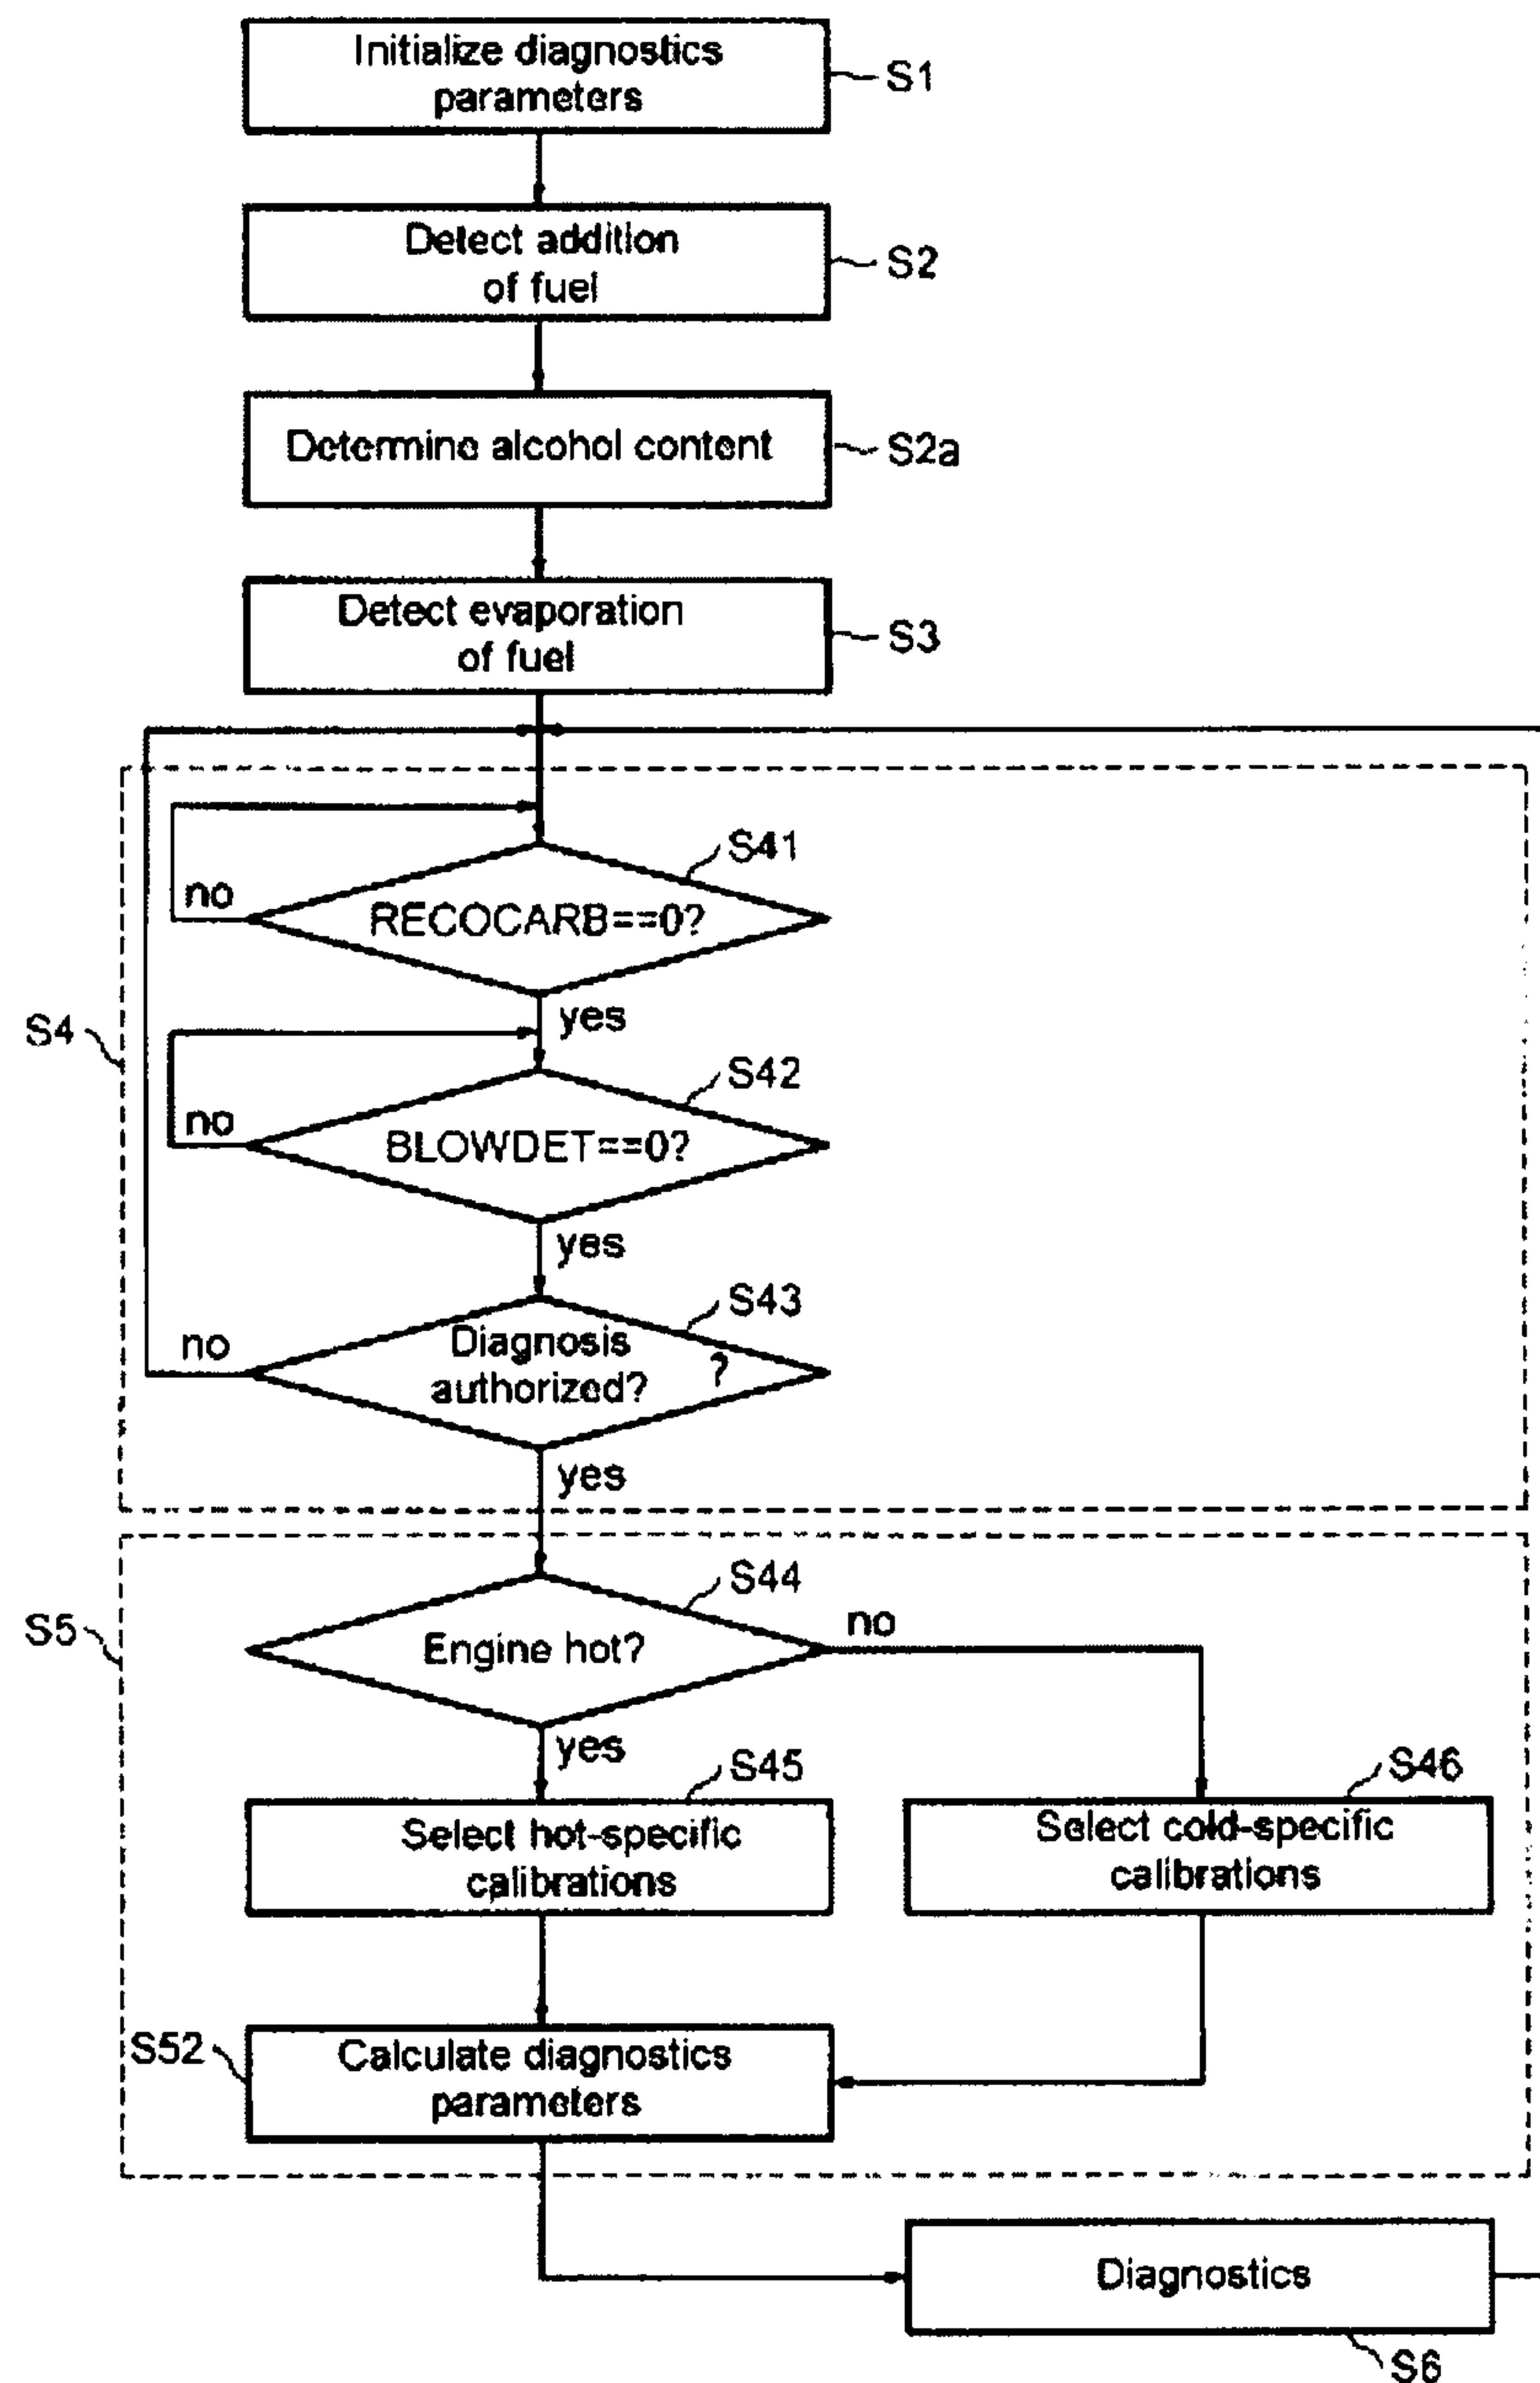 Initialize diagnostics
parameters
S1
Detect addition
of fuel
S2
Determine alcohol content
S2a
Detect evaporation
of fuel
S3
S4
S41
no
RECOCARB==0?
yes
S42
no
BLOWDET==0?
yes
S43
no
Diagnosis
authorized?
?
yes
S5
S44
no
Engine hot?
yes
S45
Select hot-specific
calibrations
S46
Select cold-specific
calibrations
S52
Calculate diagnostics
parameters
Diagnostics
S6